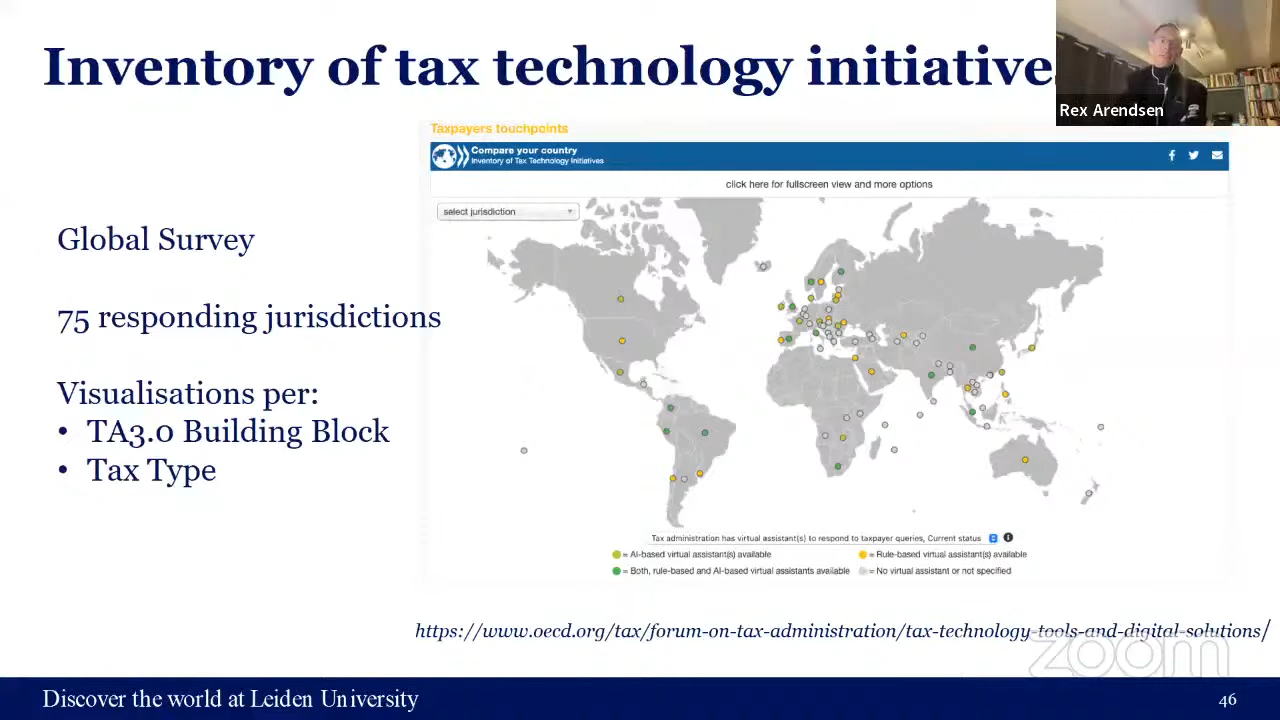 Inventory of tax technology initiative
Rex Arendsen
Taxpayers touchpoints
Compare your country
Inventory of Tax Technology Initiatives
click here for fullscreen view and more options
select jurisdiction
Global Survey
75 responding jurisdictions
Visualisations per:
• TA3.0 Building Block
• Tax Type
Tax administration has virtual assistant(s) to respond to taxpayer queries, Current status
= AI-based virtual assistant(s) available
= Rule-based virtual assistant(s) available
= Both, rule-based and AI-based virtual assistants available
= No virtual assistant or not specified
https://www.oecd.org/tax/forum-on-tax-administration/tax-technology-tools-and-digital-solutions/
zoom
Discover the world at Leiden University
46